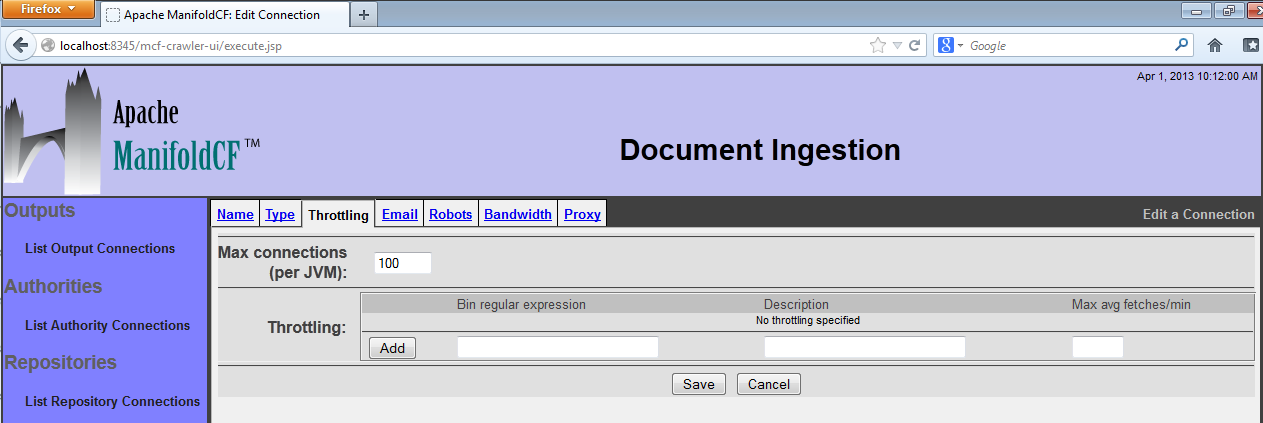 Firefox
Apache ManifoldCF: Edit Connection
localhost:8345/mcf-crawler-ui/execute.jsp
Google
Apr 1, 2013 10:12:00 AM
Apache
ManifoldCF™
Document Ingestion
Outputs
List Output Connections
Authorities
List Authority Connections
Repositories
List Repository Connections
Name Type Throttling Email Robots Bandwidth Proxy
Edit a Connection
Max connections
(per JVM):
100
Throttling:
Bin regular expression Description Max avg fetches/min
No throttling specified
Add
Save Cancel